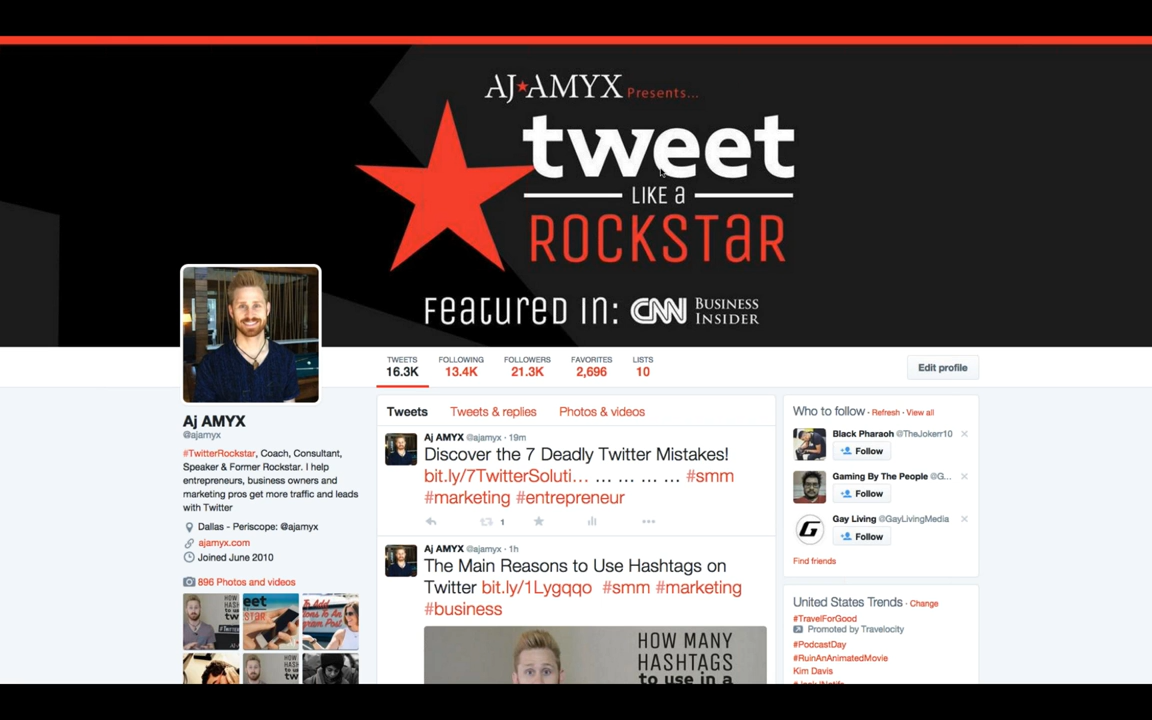 AJ★AMYX Presents...
tweet
LIKE a
ROCKSTaR
Featured In: CNN BUSINESS INSIDER
TWEETS FOLLOWING FOLLOWERS FAVORITES LISTS
16.3K 13.4K 21.3K 2,696 10
Edit profile
Aj AMYX
@ajamyx
#TwitterRockstar, Coach, Consultant,
Speaker & Former Rockstar. I help
entrepreneurs, business owners and
marketing pros get more traffic and leads
with Twitter
Dallas - Periscope: @ajamyx
ajamyx.com
Joined June 2010
896 Photos and videos
Tweets Tweets & replies Photos & videos
Aj AMYX @ajamyx · 19m
Discover the 7 Deadly Twitter Mistakes!
bit.ly/7TwitterSoluti… … … … … #smm
#marketing #entrepreneur
1
Aj AMYX @ajamyx · 1h
The Main Reasons to Use Hashtags on
Twitter bit.ly/1Lygqqo #smm #marketing
#business
HOW MANY
HASHTAGS
to use in a
Who to follow · Refresh · View all
Black Pharaoh @TheJokerr10
Follow
Gaming By The People @G...
Follow
Gay Living @GayLivingMedia
Follow
Find friends
United States Trends · Change
#TravelForGood
Promoted by Travelocity
#PodcastDay
#RuinAnAnimatedMovie
Kim Davis